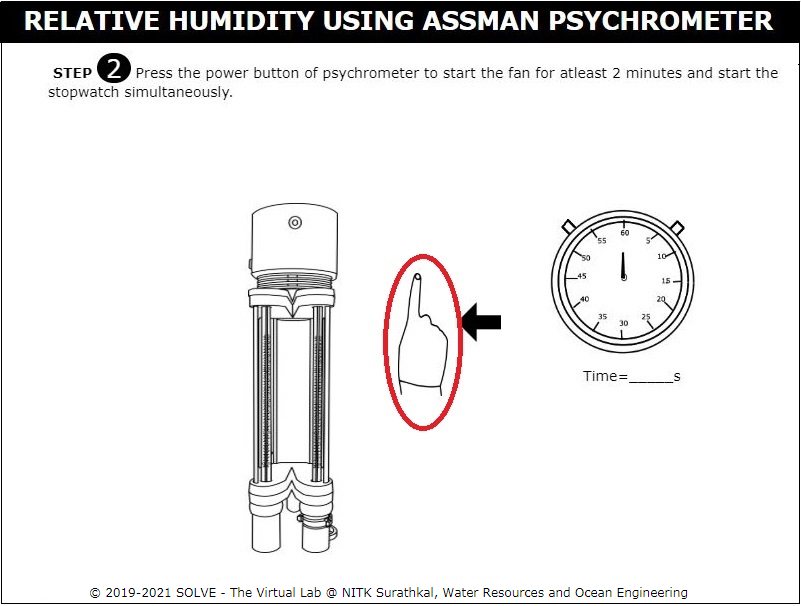 RELATIVE HUMIDITY USING ASSMAN PSYCHROMETER
STEP 2 Press the power button of psychrometer to start the fan for atleast 2 minutes and start the
stopwatch simultaneously.
60
55
5
50
10
45
15
40
20
35
25
30
Time=_____s
© 2019-2021 SOLVE - The Virtual Lab @ NITK Surathkal, Water Resources and Ocean Engineering